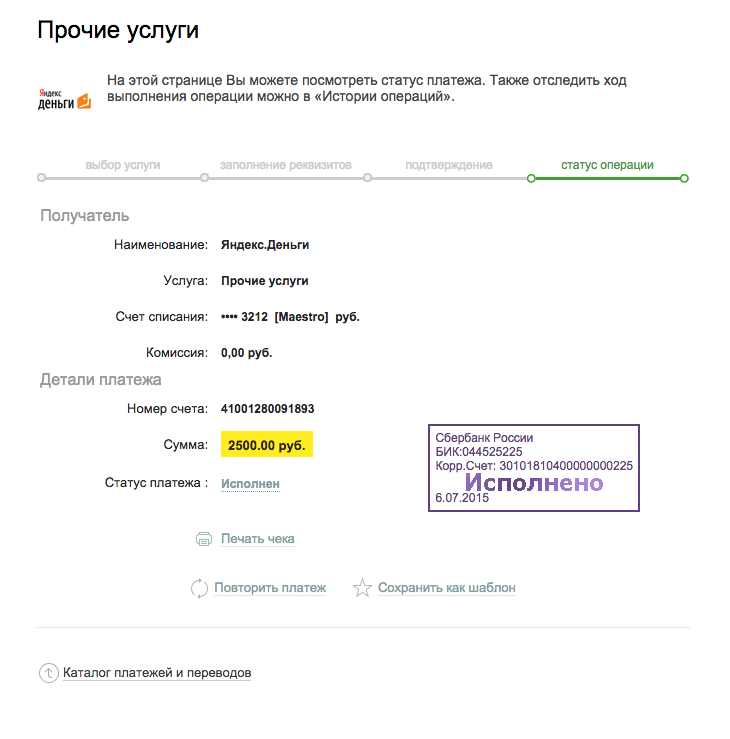 Прочие услуги
Яндекс
деньги
На этой странице Вы можете посмотреть статус платежа. Также отследить ход
выполнения операции можно в «Истории операций».
выбор услуги заполнение реквизитов подтверждение статус операции
Получатель
Наименование: Яндекс.Деньги
Услуга: Прочие услуги
Счет списания: •••• 3212 [Maestro] руб.
Комиссия: 0,00 руб.
Детали платежа
Номер счета: 41001280091893
Сумма: 2500.00 руб.
Статус платежа : Исполнен
Сбербанк России
БИК:044525225
Корр.Счет: 30101810400000000225
Исполнено
6.07.2015
Печать чека
Повторить платеж Сохранить как шаблон
Каталог платежей и переводов